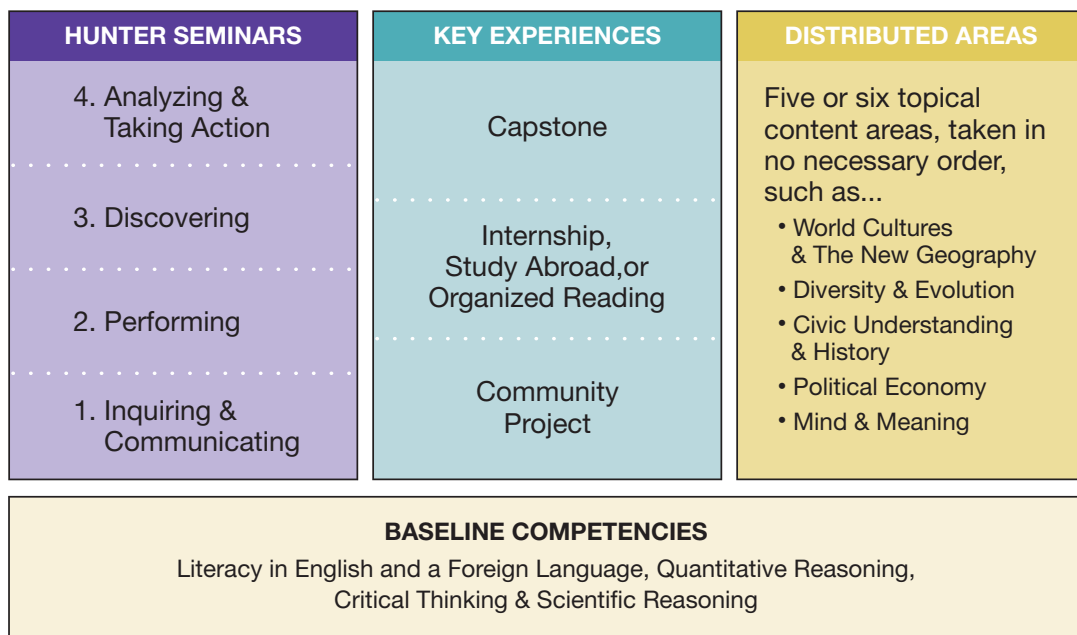 HUNTER SEMINARS
4. Analyzing &
Taking Action
3. Discovering
2. Performing
1. Inquiring &
Communicating
KEY EXPERIENCES
Capstone
Internship,
Study Abroad,or
Organized Reading
Community
Project
DISTRIBUTED AREAS
Five or six topical
content areas, taken in
no necessary order,
such as...
• World Cultures
& The New Geography
• Diversity & Evolution
• Civic Understanding
& History
• Political Economy
• Mind & Meaning
BASELINE COMPETENCIES
Literacy in English and a Foreign Language, Quantitative Reasoning,
Critical Thinking & Scientific Reasoning